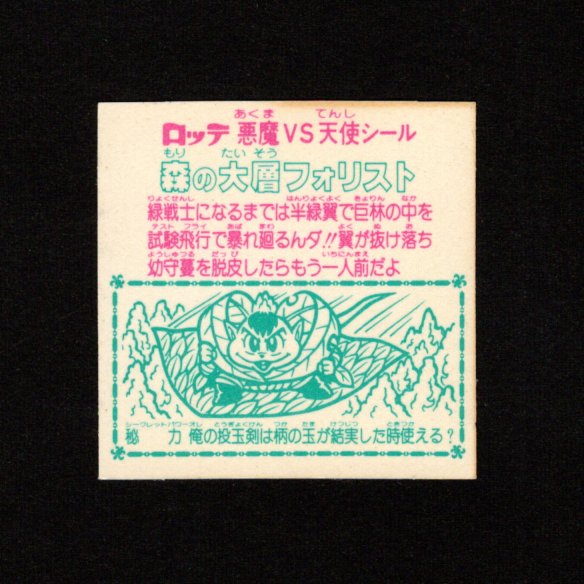 あくま てんし
ロッテ 悪魔VS天使シール
もり たいそう
森の大層フォリスト
りょくせんし はんりょくよく きょりん なか
緑戦士になるまでは半緑翼で巨林の中を
テスト フライ あば まわ よく ぬ お
試験飛行で暴れ廻るんダ!!翼が抜け落ち
ようしゅつる だっぴ いちにんまえ
幼守蔓を脱皮したらもう一人前だよ
シークレットパワーオレ とうぎょくけん つか たま けつじつ ときつか
秘 力 俺の投玉剣は柄の玉が結実した時使える?